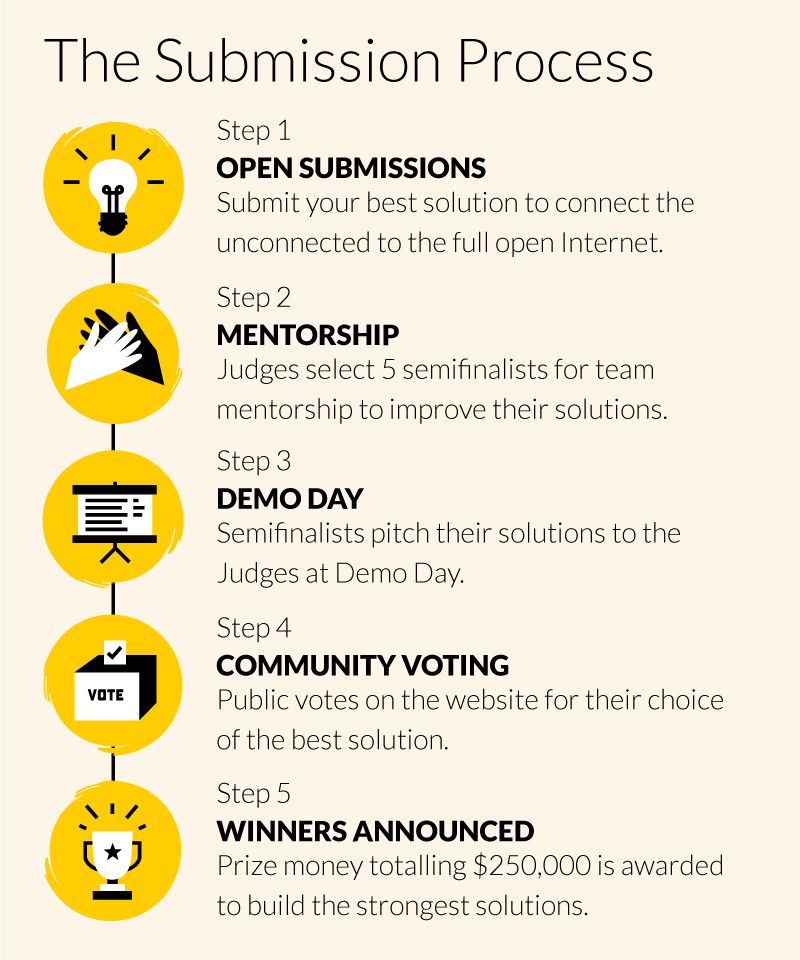 The Submission Process
Step 1
OPEN SUBMISSIONS
Submit your best solution to connect the
unconnected to the full open Internet.
Step 2
MENTORSHIP
Judges select 5 semifinalists for team
mentorship to improve their solutions.
Step 3
DEMO DAY
Semifinalists pitch their solutions to the
Judges at Demo Day.
Step 4
COMMUNITY VOTING
VOTE
Public votes on the website for their choice
of the best solution.
Step 5
WINNERS ANNOUNCED
Prize money totalling $250,000 is awarded
to build the strongest solutions.